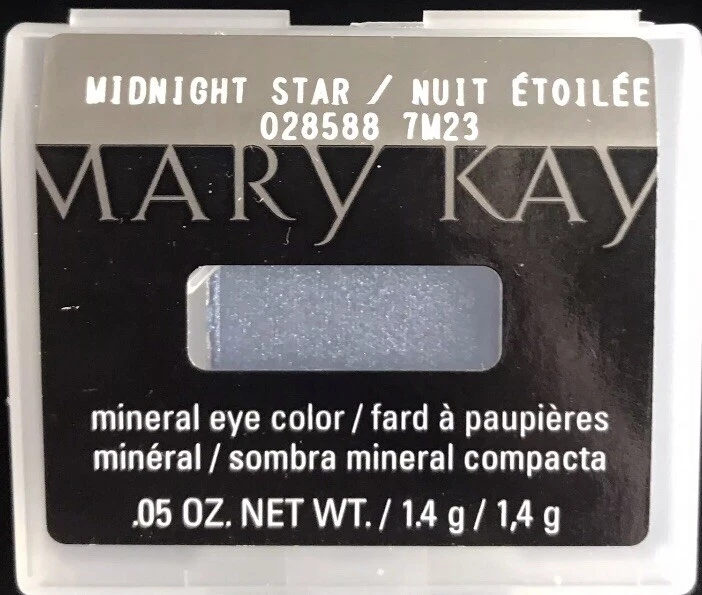 MIDNIGHT STAR / NUIT ÉTOILÉE
028588 7M23
MARY KAY
mineral eye color / fard à paupières
minéral / sombra mineral compacta
.05 OZ. NET WT. / 1.4 g / 1,4 g